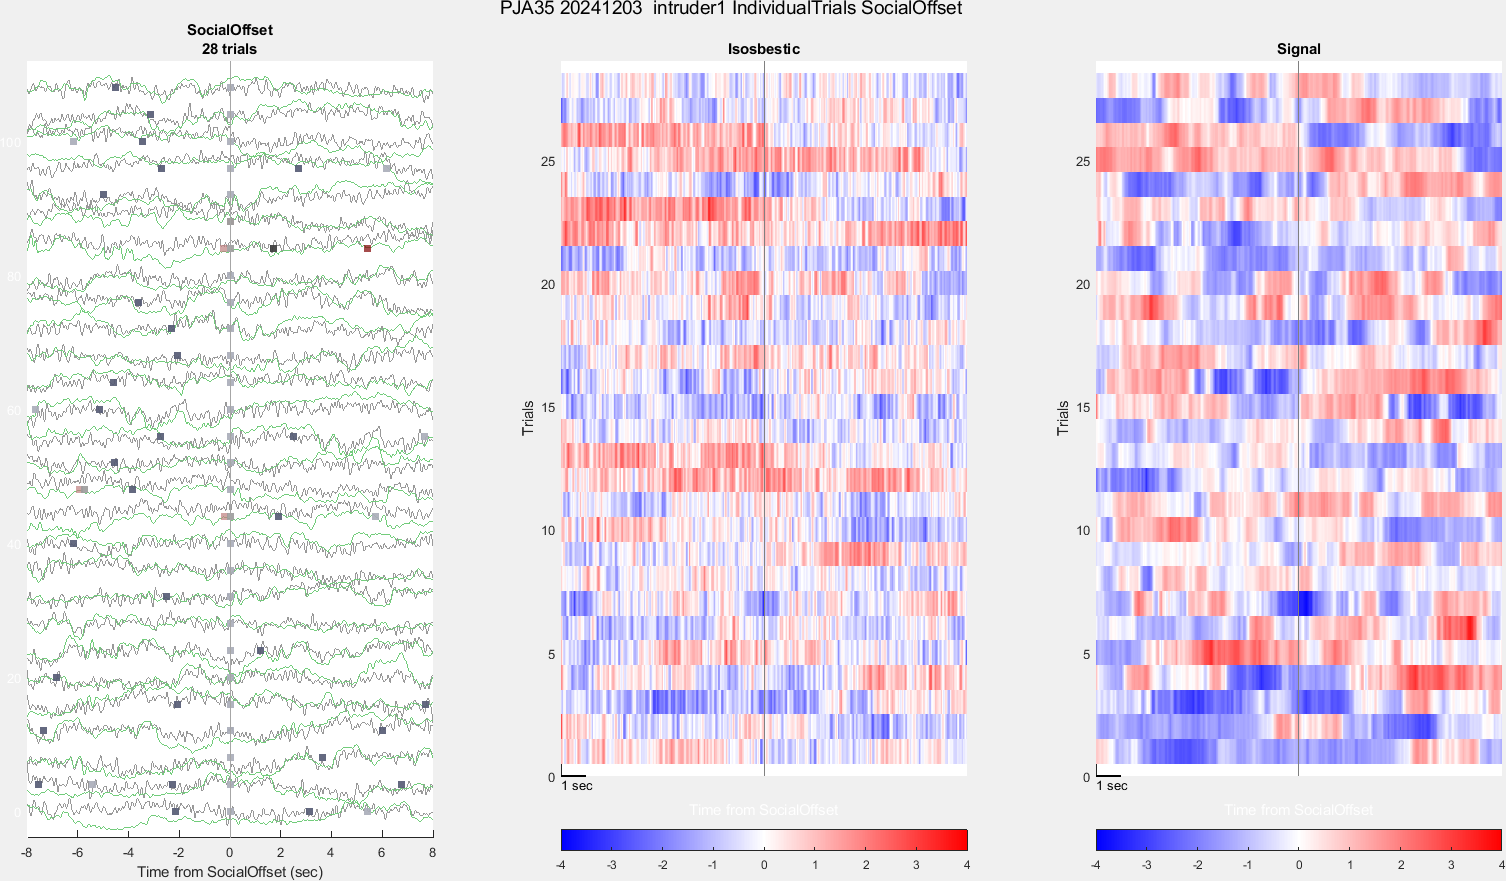 PJA35 20241203  intruder1 IndividualTrials SocialOffset
SocialOffset
28 trials
100
80
60
40
20
0
-8 -6 -4 -2 0 2 4 6 8
Time from SocialOffset (sec)
Isosbestic
Trials
25
20
15
10
5
0
1 sec
Time from SocialOffset
-4 -3 -2 -1 0 1 2 3 4
Signal
Trials
25
20
15
10
5
0
1 sec
Time from SocialOffset
-4 -3 -2 -1 0 1 2 3 4